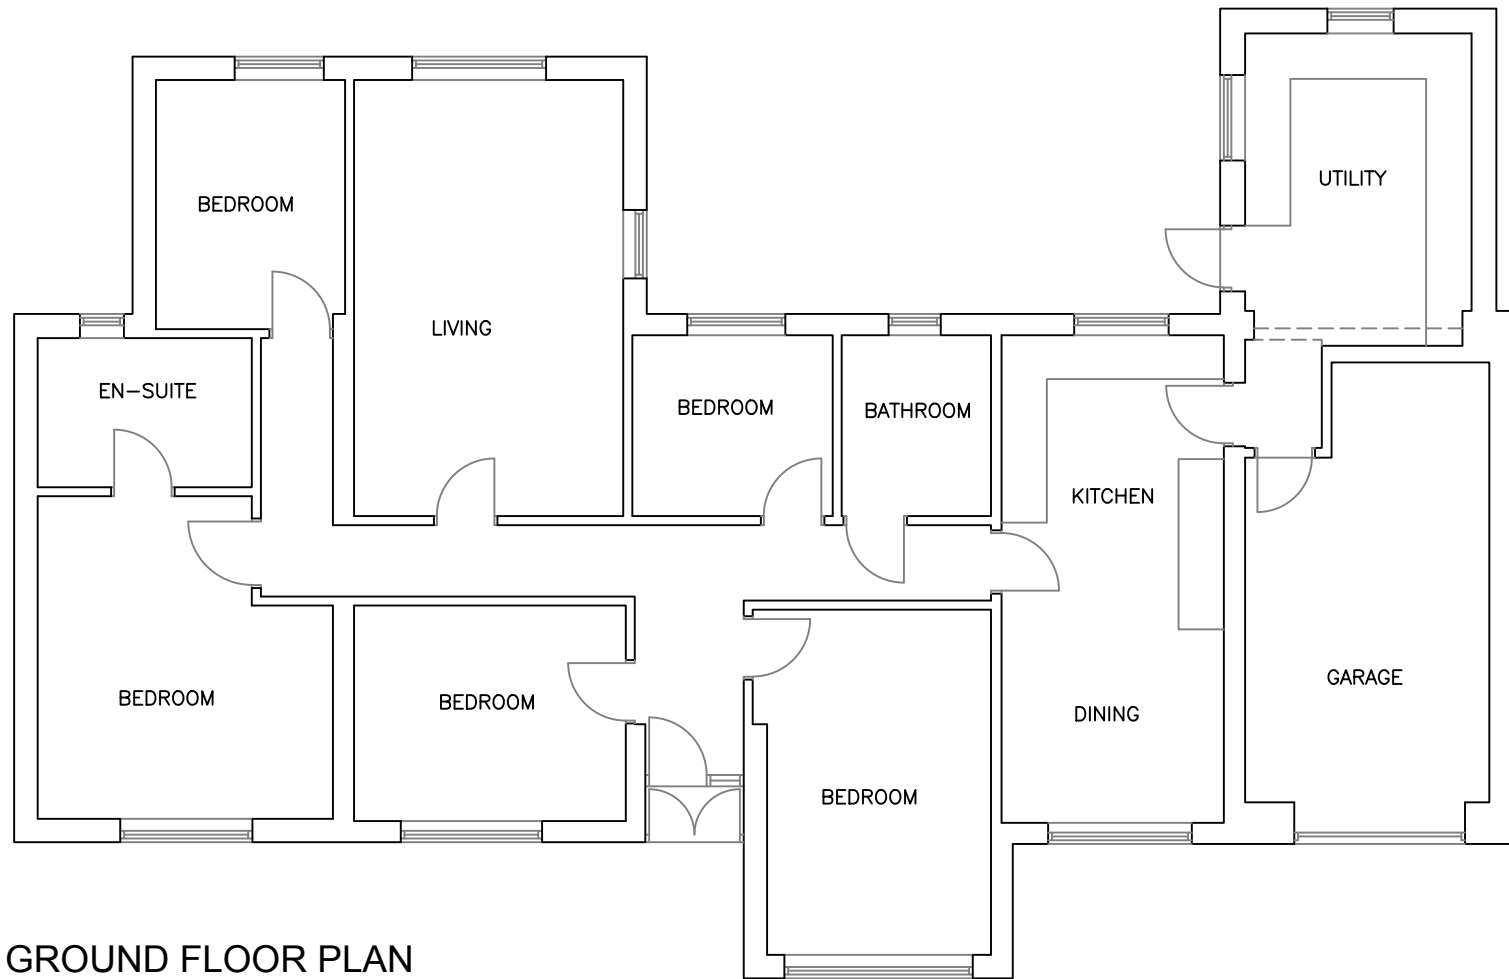 UTILITY
BEDROOM
LIVING
EN-SUITE
BEDROOM
BATHROOM
KITCHEN
GARAGE
BEDROOM
BEDROOM
DINING
BEDROOM
GROUND FLOOR PLAN